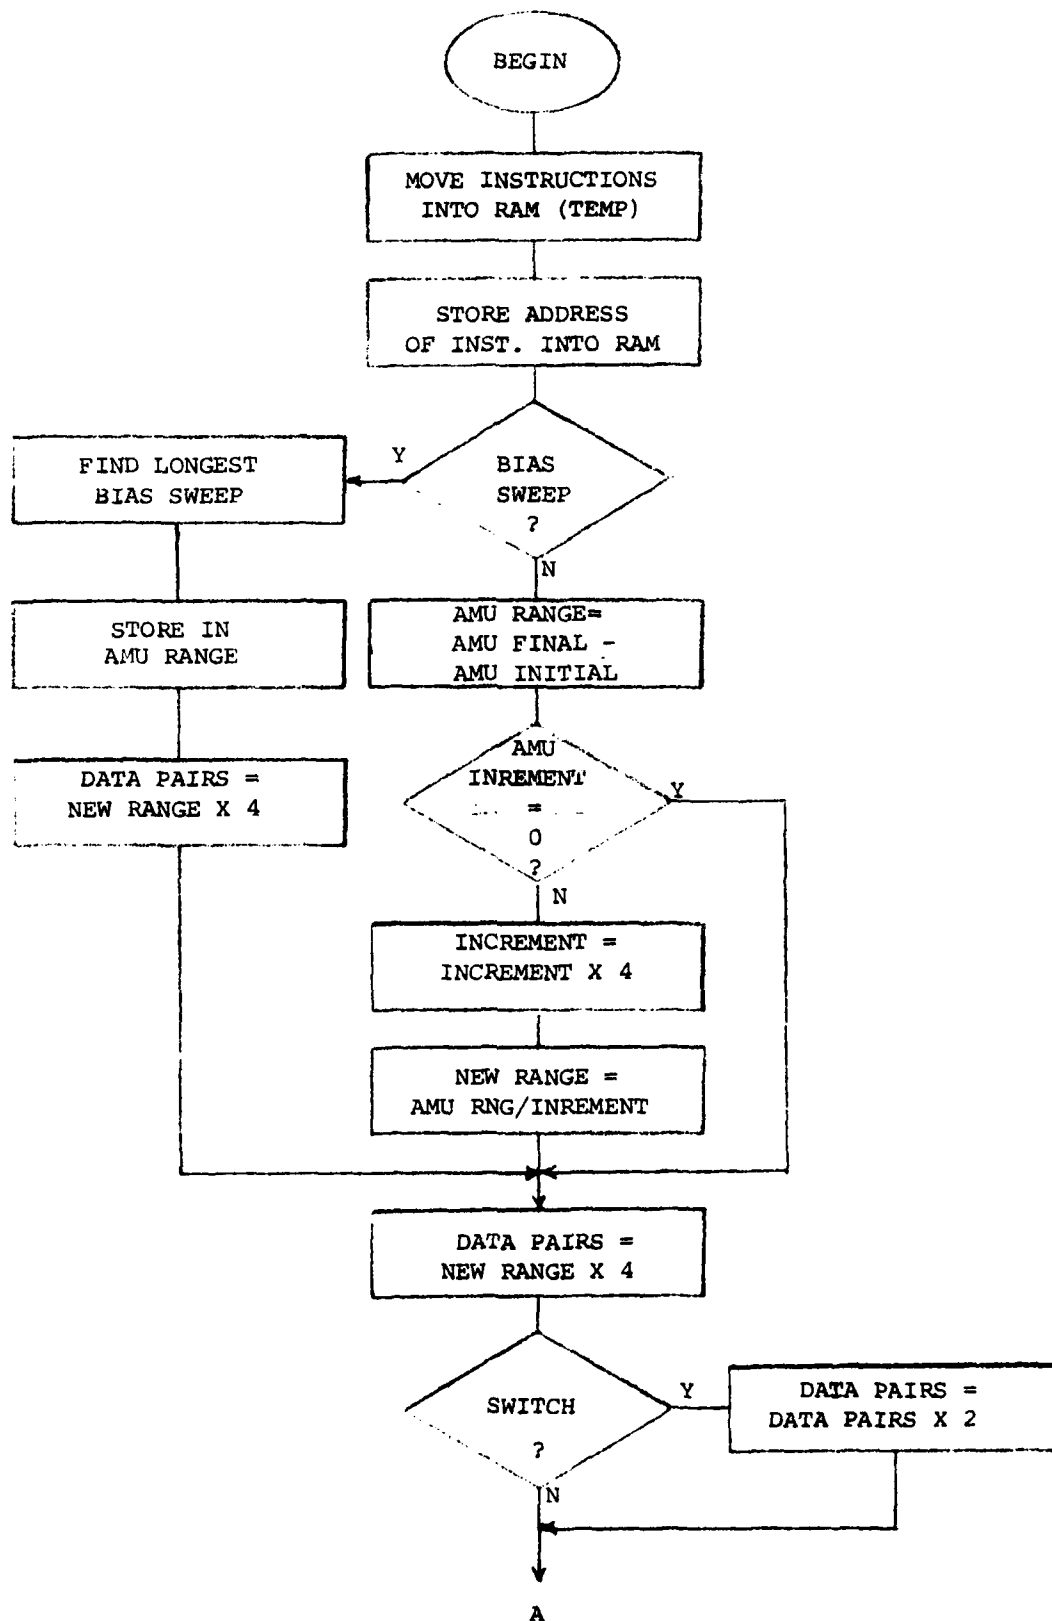 BEGIN
MOVE INSTRUCTIONS
INTO RAM (TEMP)
STORE ADDRESS
OF INST. INTO RAM
BIAS
SWEEP
?
Y
N
FIND LONGEST
BIAS SWEEP
STORE IN
AMU RANGE
DATA PAIRS =
NEW RANGE X 4
AMU RANGE=
AMU FINAL -
AMU INITIAL
AMU
INREMENT
=
0
?
Y
N
INCREMENT =
INCREMENT X 4
NEW RANGE =
AMU RNG/INREMENT
DATA PAIRS =
NEW RANGE X 4
SWITCH
?
Y
N
DATA PAIRS =
DATA PAIRS X 2
A